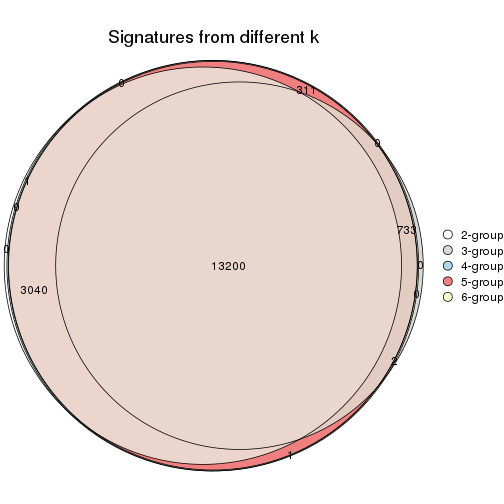 Signatures from different k
0
311
0
1
0
733
0
0
13200
3040
0
2
1
2-group
3-group
4-group
5-group
6-group